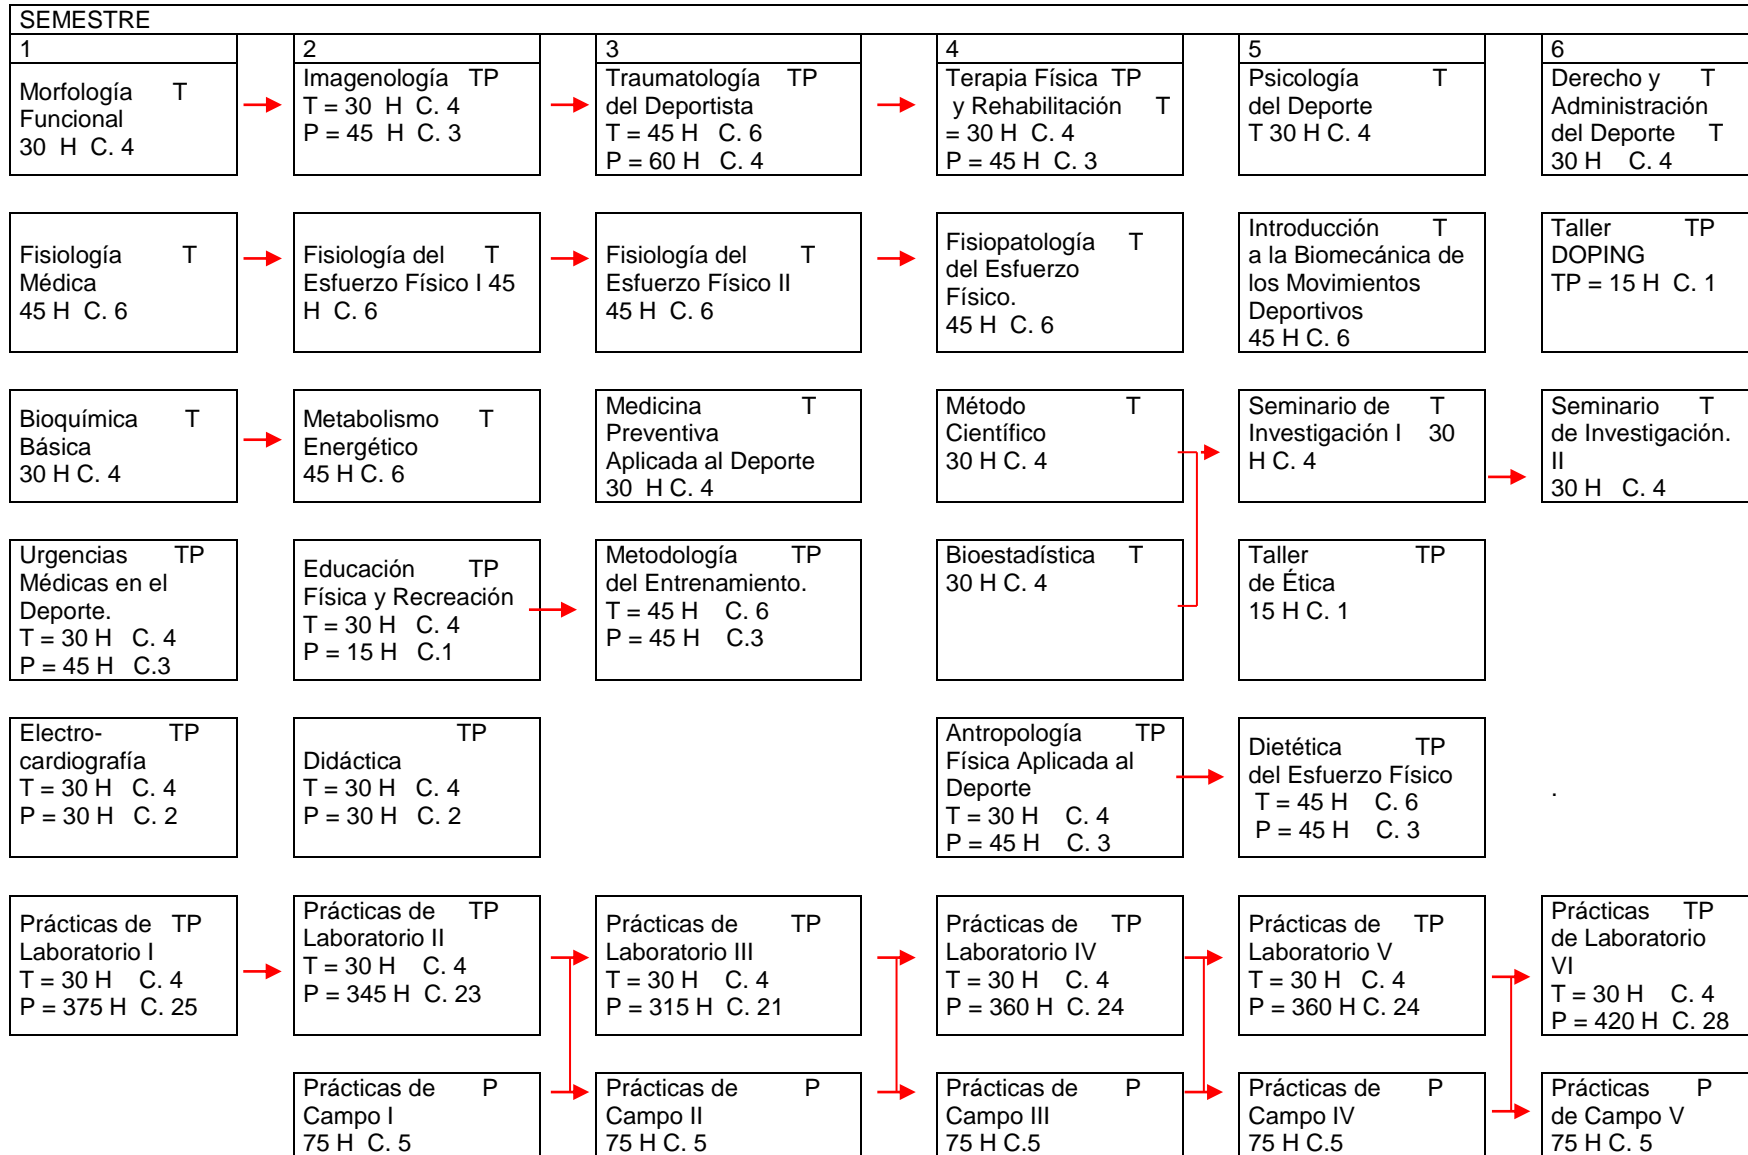 SEMESTRE
1
2
3
4
5
6
Morfología T
Funcional
30 H C. 4
Imagenología TP
T = 30 H C. 4
P = 45 H C. 3
Traumatología TP
del Deportista
T = 45 H C. 6
P = 60 H C. 4
Terapia Física TP
y Rehabilitación T
= 30 H C. 4
P = 45 H C. 3
Psicología T
del Deporte
T 30 H C. 4
Derecho y T
Administración
del Deporte T
30 H C. 4
Fisiología T
Médica
45 H C. 6
Fisiología del T
Esfuerzo Físico I 45
H C. 6
Fisiología del T
Esfuerzo Físico II
45 H C. 6
Fisiopatología T
del Esfuerzo
Físico.
45 H C. 6
Introducción T
a la Biomecánica de
los Movimientos
Deportivos
45 H C. 6
Taller TP
DOPING
TP = 15 H C. 1
Bioquímica T
Básica
30 H C. 4
Metabolismo T
Energético
45 H C. 6
Medicina T
Preventiva
Aplicada al Deporte
30 H C. 4
Método T
Científico
30 H C. 4
Seminario de T
Investigación I 30
H C. 4
Seminario T
de Investigación.
II
30 H C. 4
Urgencias TP
Médicas en el
Deporte.
T = 30 H C. 4
P = 45 H C.3
Educación TP
Física y Recreación
T = 30 H C. 4
P = 15 H C.1
Metodología TP
del Entrenamiento.
T = 45 H C. 6
P = 45 H C.3
Bioestadística T
30 H C. 4
Taller TP
de Ética
15 H C. 1
Electro- TP
cardiografía
T = 30 H C. 4
P = 30 H C. 2
TP
Didáctica
T = 30 H C. 4
P = 30 H C. 2
Antropología TP
Física Aplicada al
Deporte
T = 30 H C. 4
P = 45 H C. 3
Dietética TP
del Esfuerzo Físico
T = 45 H C. 6
P = 45 H C. 3
.
Prácticas de TP
Laboratorio I
T = 30 H C. 4
P = 375 H C. 25
Prácticas de TP
Laboratorio II
T = 30 H C. 4
P = 345 H C. 23
Prácticas de TP
Laboratorio III
T = 30 H C. 4
P = 315 H C. 21
Prácticas de TP
Laboratorio IV
T = 30 H C. 4
P = 360 H C. 24
Prácticas de TP
Laboratorio V
T = 30 H C. 4
P = 360 H C. 24
Prácticas TP
de Laboratorio
VI
T = 30 H C. 4
P = 420 H C. 28
Prácticas de P
Campo I
75 H C. 5
Prácticas de P
Campo II
75 H C. 5
Prácticas de P
Campo III
75 H C.5
Prácticas de P
Campo IV
75 H C.5
Prácticas P
de Campo V
75 H C. 5